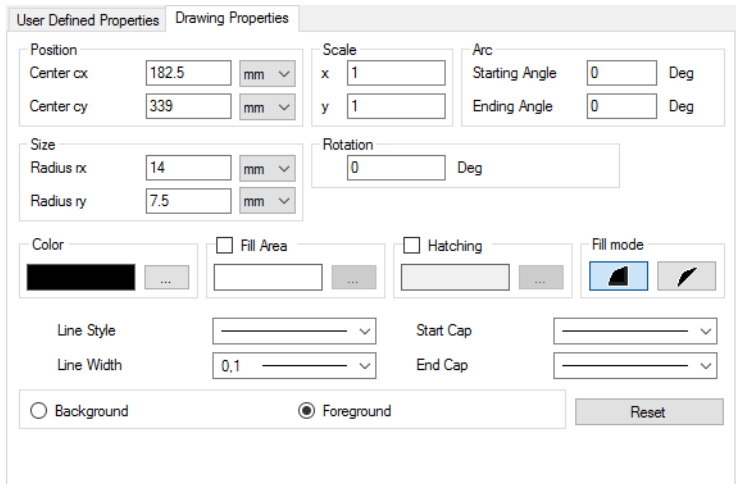 User Defined Properties Drawing Properties
Position Scale Arc
Center cx 182.5 mm x 1 Starting Angle 0 Deg
Center cy 339 mm y 1 Ending Angle 0 Deg
Size Rotation
Radius rx 14 mm 0 Deg
Radius ry 7.5 mm
Color Fill Area Hatching Fill mode
... ... ...
Line Style Start Cap
Line Width 0,1 End Cap
Background Foreground Reset